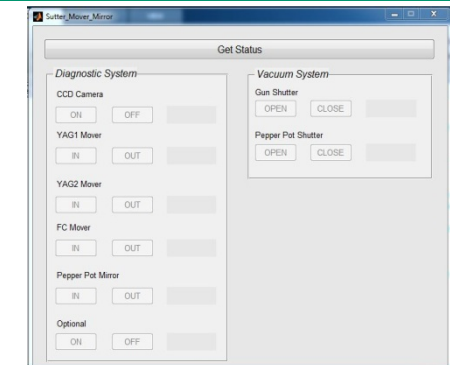 Sutter_Mover_Mirror
Get Status
Diagnostic System
CCD Camera
ON OFF
YAG1 Mover
IN OUT
YAG2 Mover
IN OUT
FC Mover
IN OUT
Pepper Pot Mirror
IN OUT
Optional
ON OFF
Vacuum System
Gun Shutter
OPEN CLOSE
Pepper Pot Shutter
OPEN CLOSE